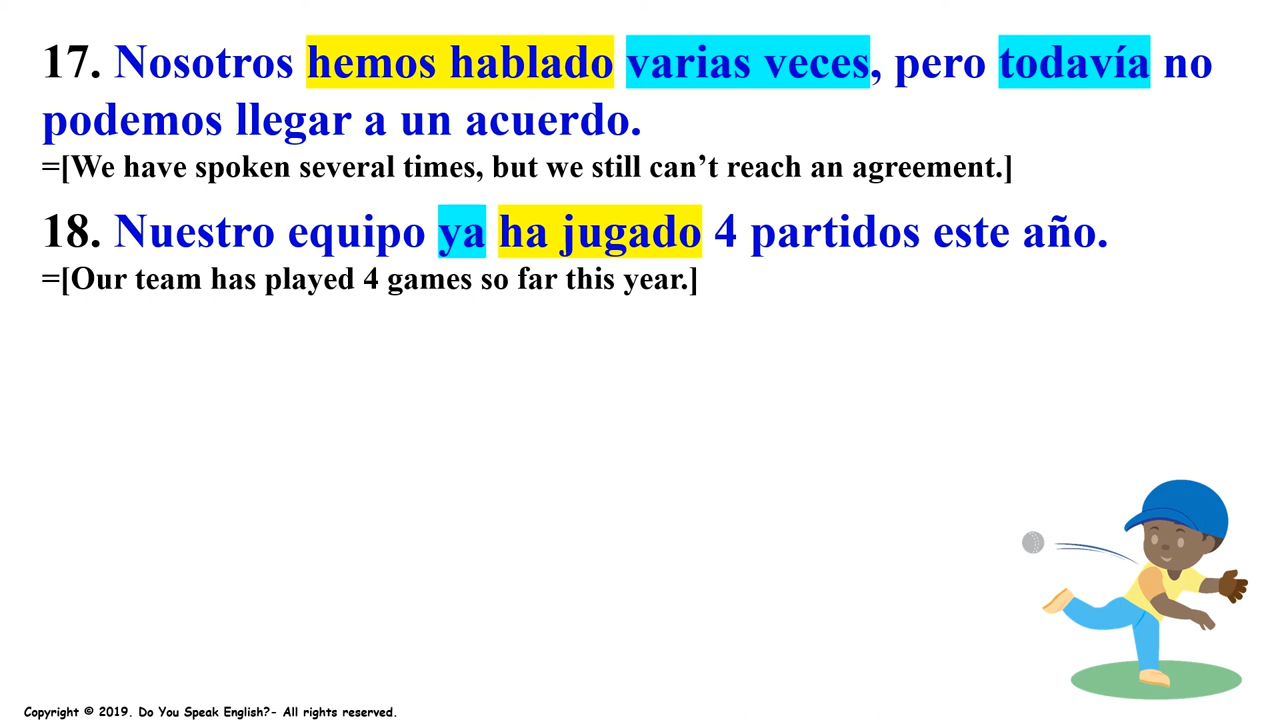 17. Nosotros hemos hablado varias veces, pero todavía no
podemos llegar a un acuerdo.
=[We have spoken several times, but we still can’t reach an agreement.]
18. Nuestro equipo ya ha jugado 4 partidos este año.
=[Our team has played 4 games so far this year.]
Copyright © 2019. Do You Speak English?- All rights reserved.